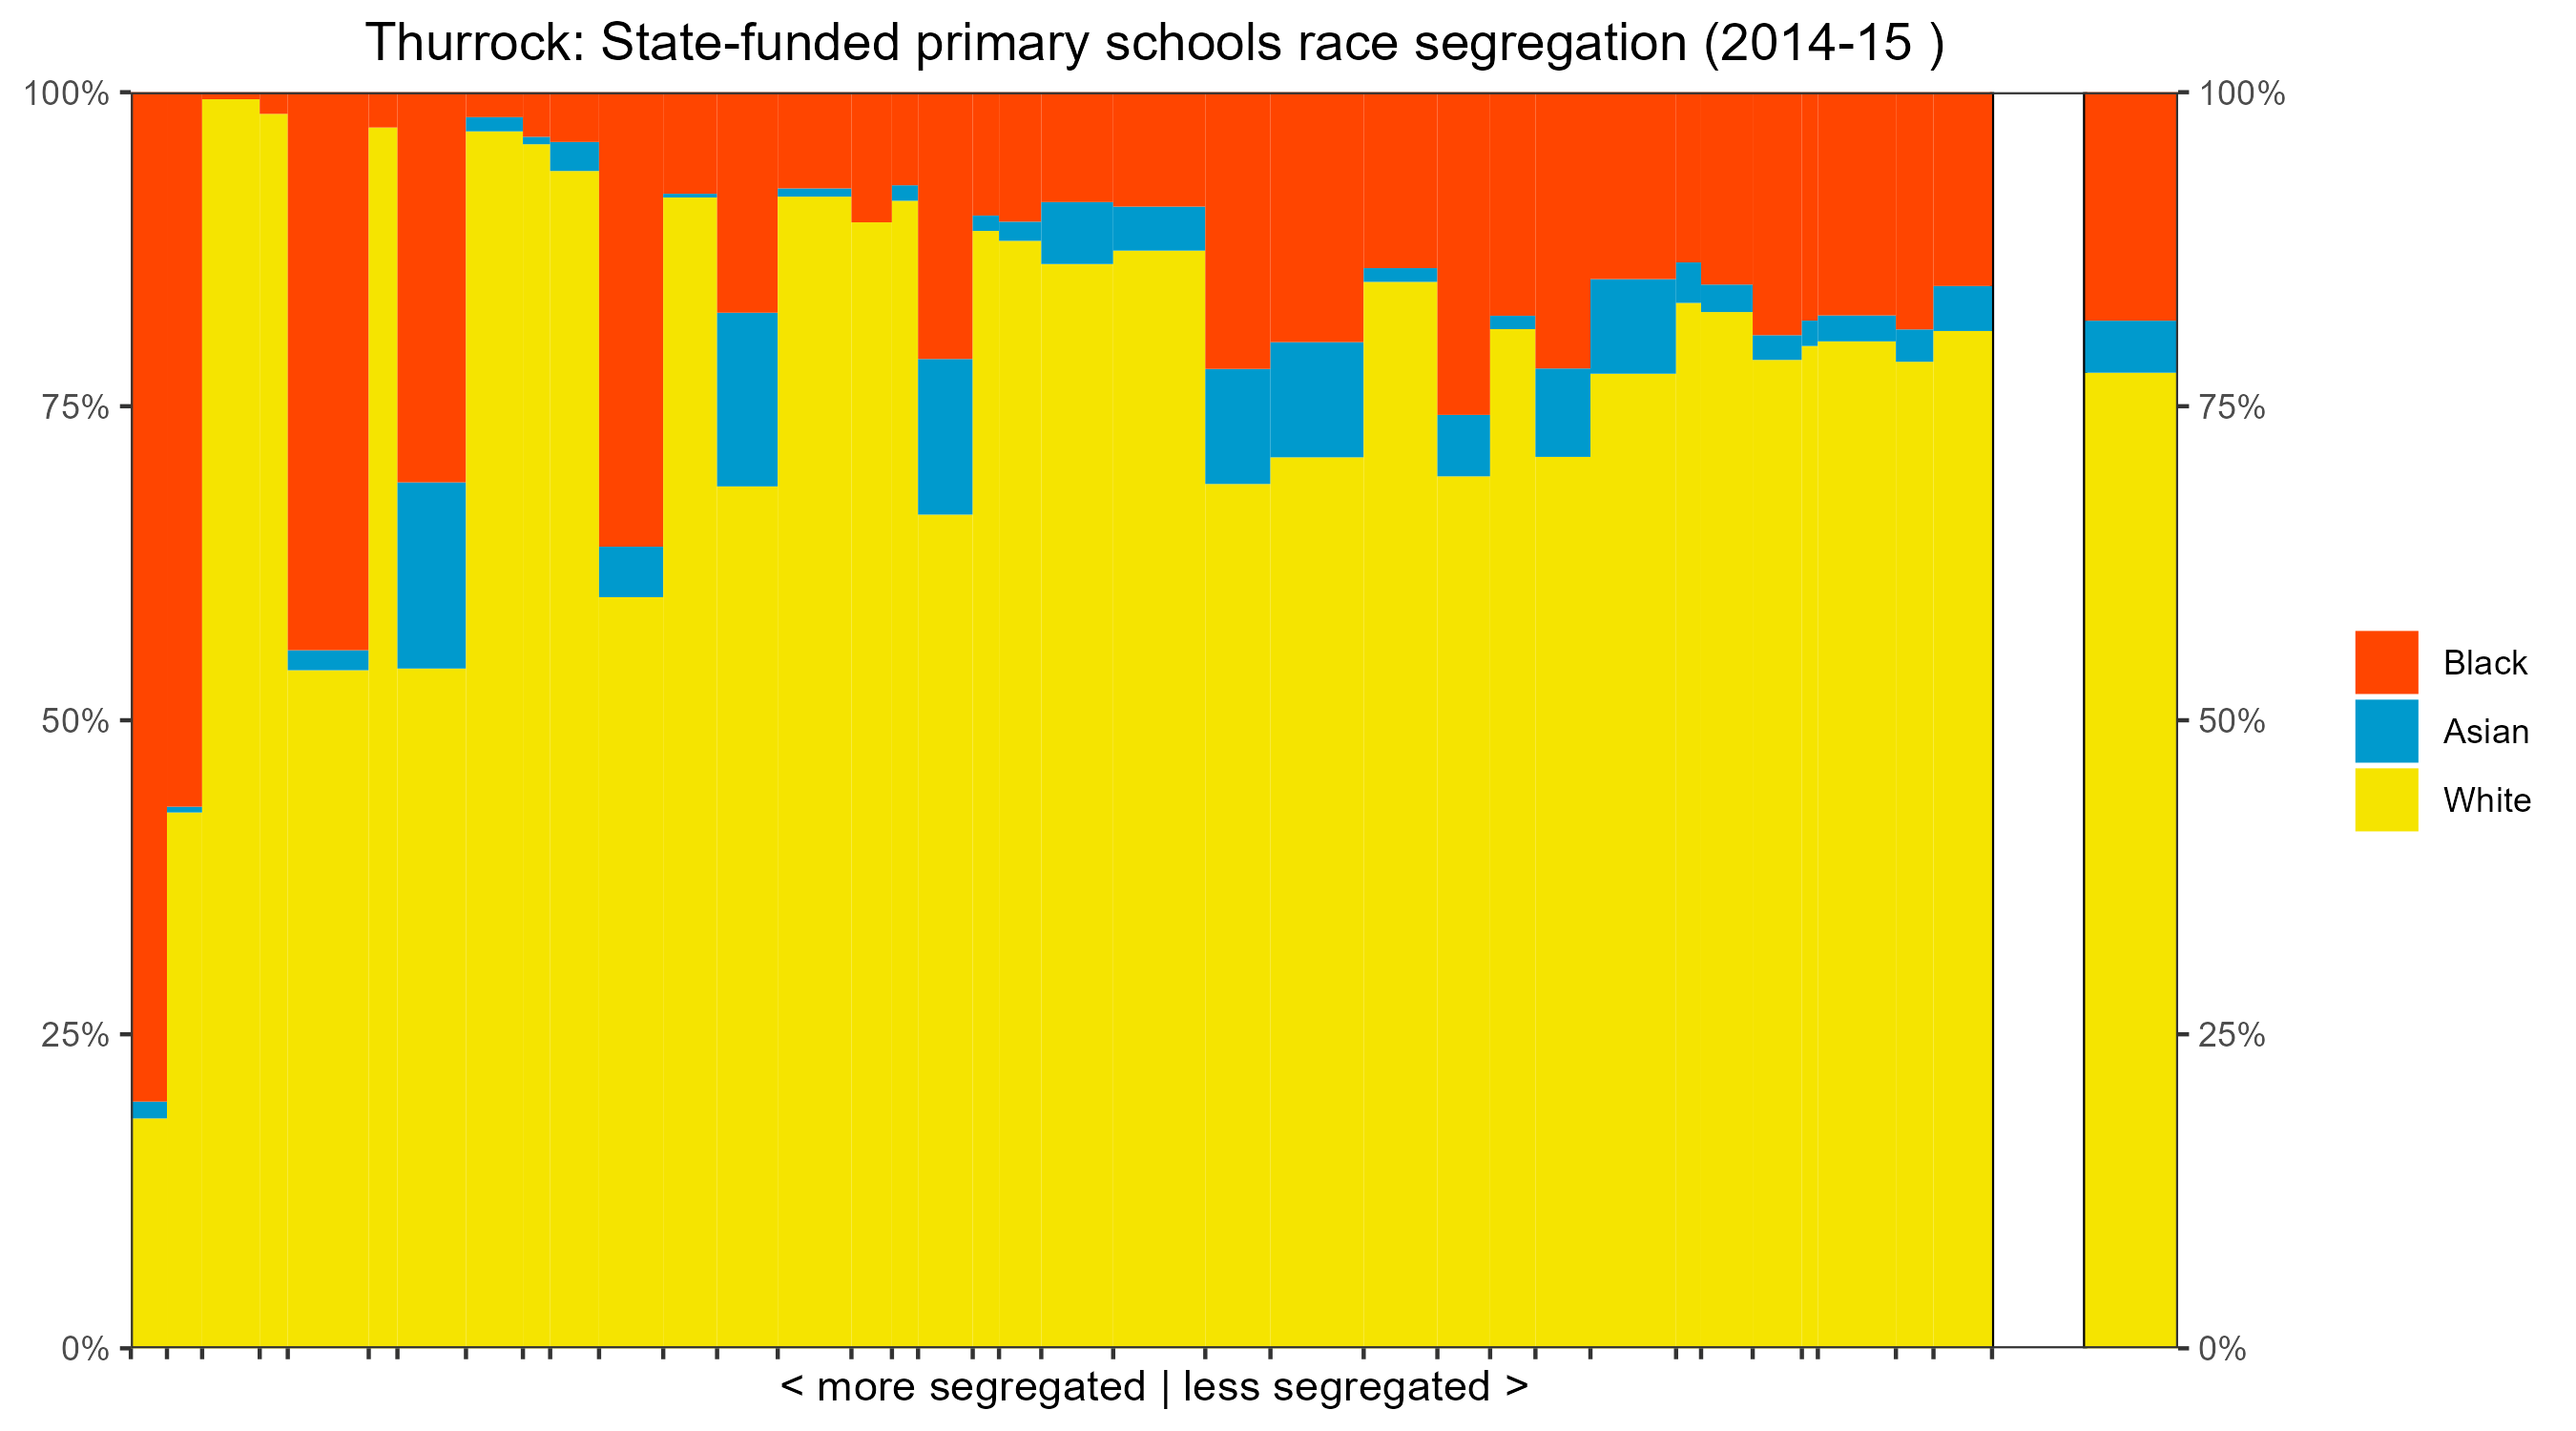 Thurrock: State-funded primary schools race segregation (2014-15 )
100%
75%
50%
25%
0%
100%
75%
50%
25%
0%
Black
Asian
White
< more segregated | less segregated >